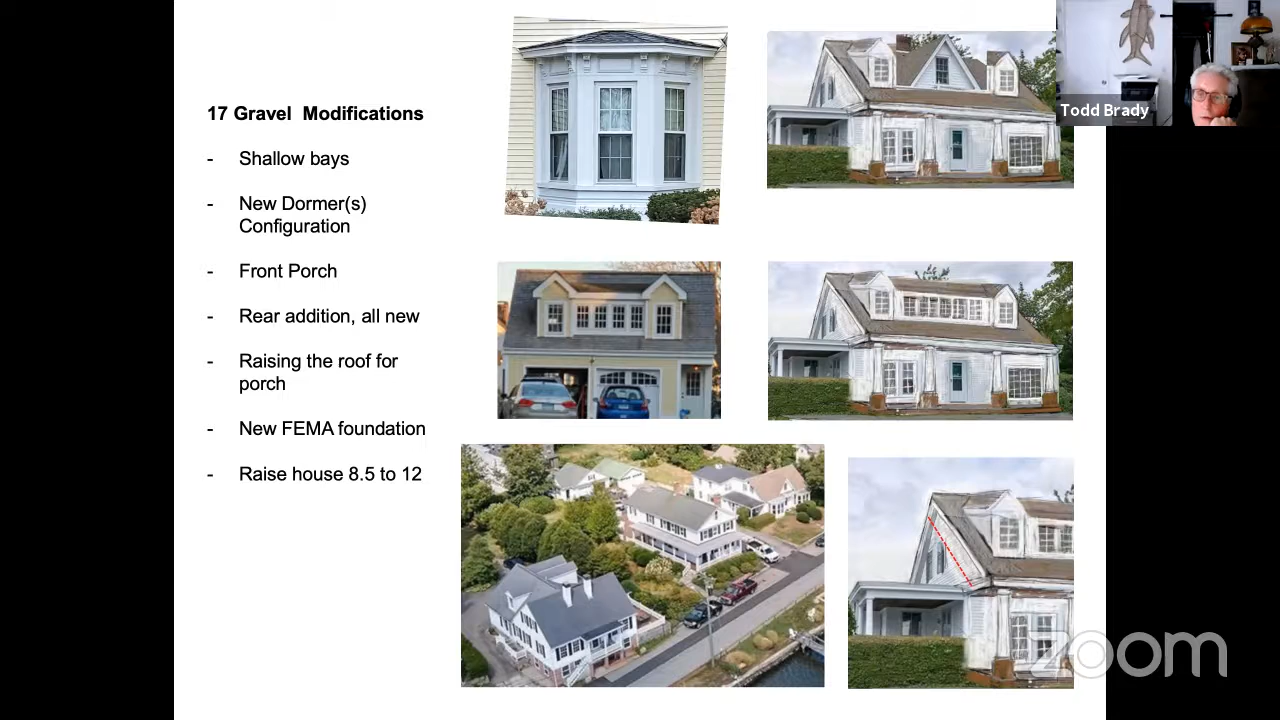 17 Gravel  Modifications
- Shallow bays
- New Dormer(s)
Configuration
- Front Porch
- Rear addition, all new
- Raising the roof for
porch
- New FEMA foundation
- Raise house 8.5 to 12
Todd Brady
zoom